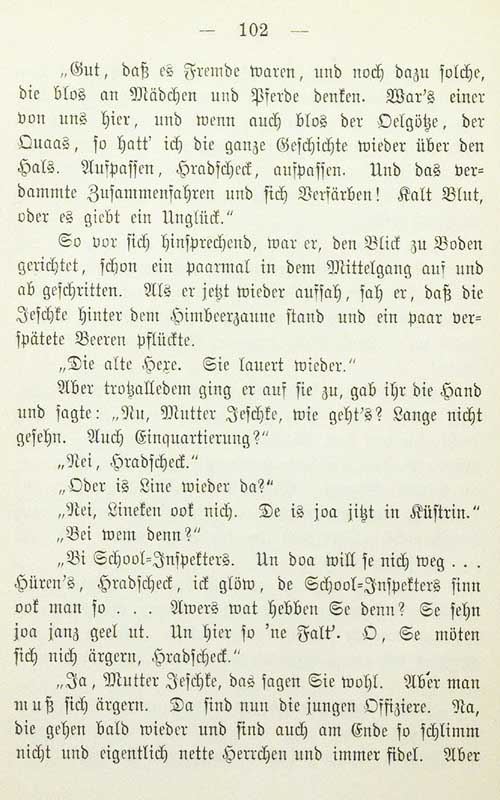 — 102 —
„Gut, daß es Fremde waren, und noch dazu solche,
die blos an Mädchen und Pferde denken. War's einer
von uns hier, und wenn auch blos der Oelgötze, der
Quaas, so hatt' ich die ganze Geschichte wieder über den
Hals. Aufpassen, Hradscheck, aufpassen. Und das ver-
dammte Zusammenfahren und sich Verfärben! Kalt Blut,
oder es giebt ein Unglück.“
So vor sich hinsprechend, war er, den Blick zu Boden
gerichtet, schon ein paarmal in dem Mittelgang auf und
ab geschritten. Als er jetzt wieder aufsah, sah er, daß die
Jeschke hinter dem Himbeerzaune stand und ein paar ver-
spätete Beeren pflückte.
„Die alte Hexe. Sie lauert wieder.“
Aber trotzalledem ging er auf sie zu, gab ihr die Hand
und sagte: „Nu, Mutter Jeschke, wie geht's? Lange nicht
gesehn. Auch Einquartierung?“
„Nei, Hradscheck.“
„Oder is Line wieder da?“
„Nei, Lineken ook nich. De is joa jitzt in Küstrin.“
„Bei wem denn?“
„Bi School-Inspekters. Un doa will se nich weg . . .
Hüren's, Hradscheck, ick glöw, de School-Inspekters sinn
ook man so . . . Awers wat hebben Se denn? Se sehn
joa janz geel ut. Un hier so 'ne Falt'. O, Se möten
sich nich ärgern, Hradscheck.“
„Ja, Mutter Jeschke, das sagen Sie wohl. Aber man
muß sich ärgern. Da sind nun die jungen Offiziere. Na,
die gehen bald wieder und sind auch am Ende so schlimm
nicht und eigentlich nette Herrchen und immer fidel. Aber